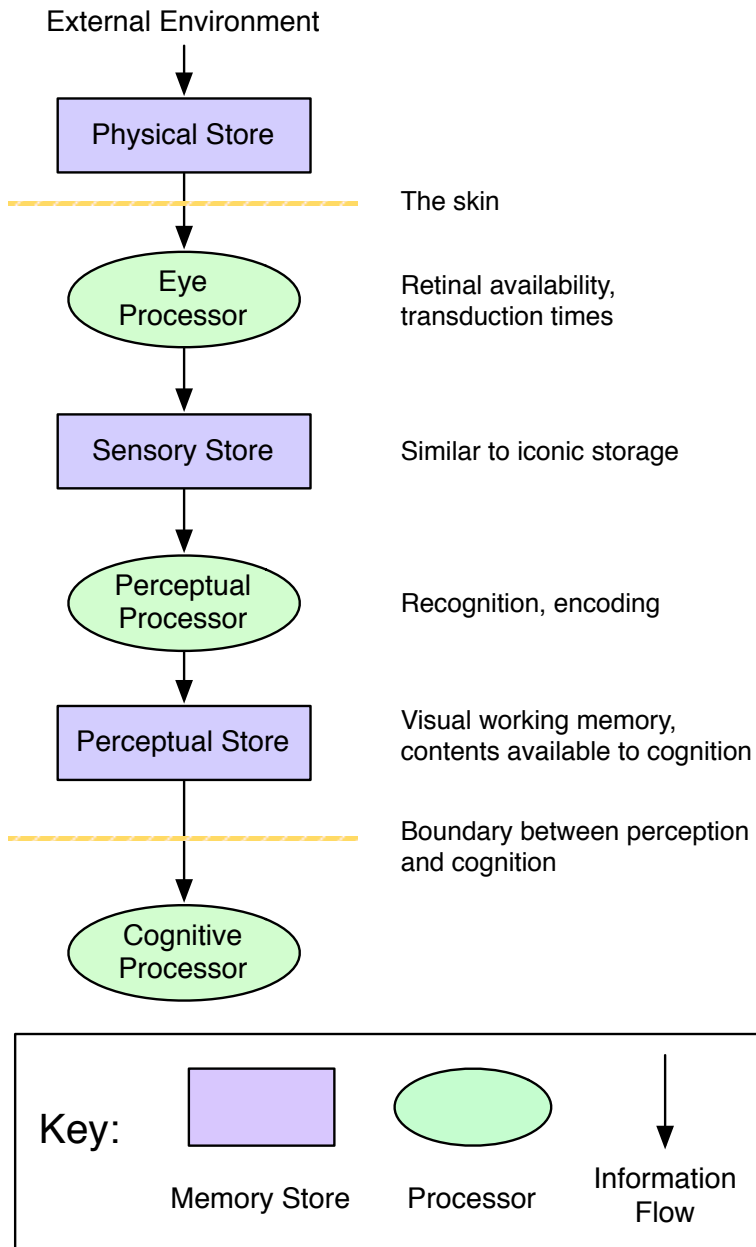 External Environment
Physical Store
The skin
Eye
Processor
Retinal availability,
transduction times
Sensory Store
Similar to iconic storage
Perceptual
Processor
Recognition, encoding
Perceptual Store
Visual working memory,
contents available to cognition
Boundary between perception
and cognition
Cognitive
Processor
Key:
Memory Store
Processor
Information
Flow